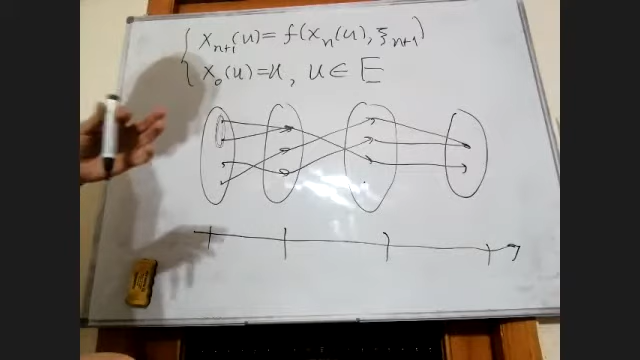 { X_{n+1}(u) = f(X_n(u), ξ_{n+1})
X_0(u) = u, u ∈ E